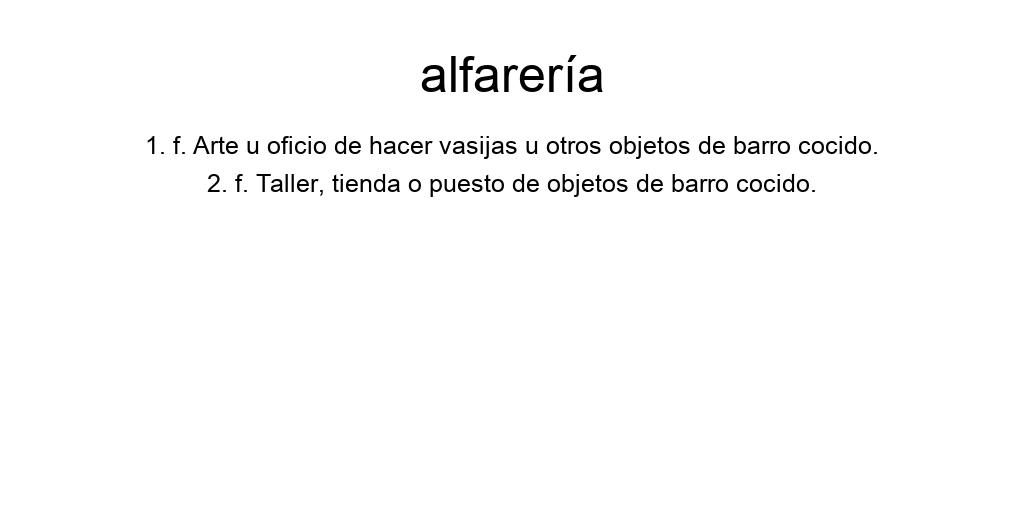 alfarería
1. f. Arte u oficio de hacer vasijas u otros objetos de barro cocido.
2. f. Taller, tienda o puesto de objetos de barro cocido.